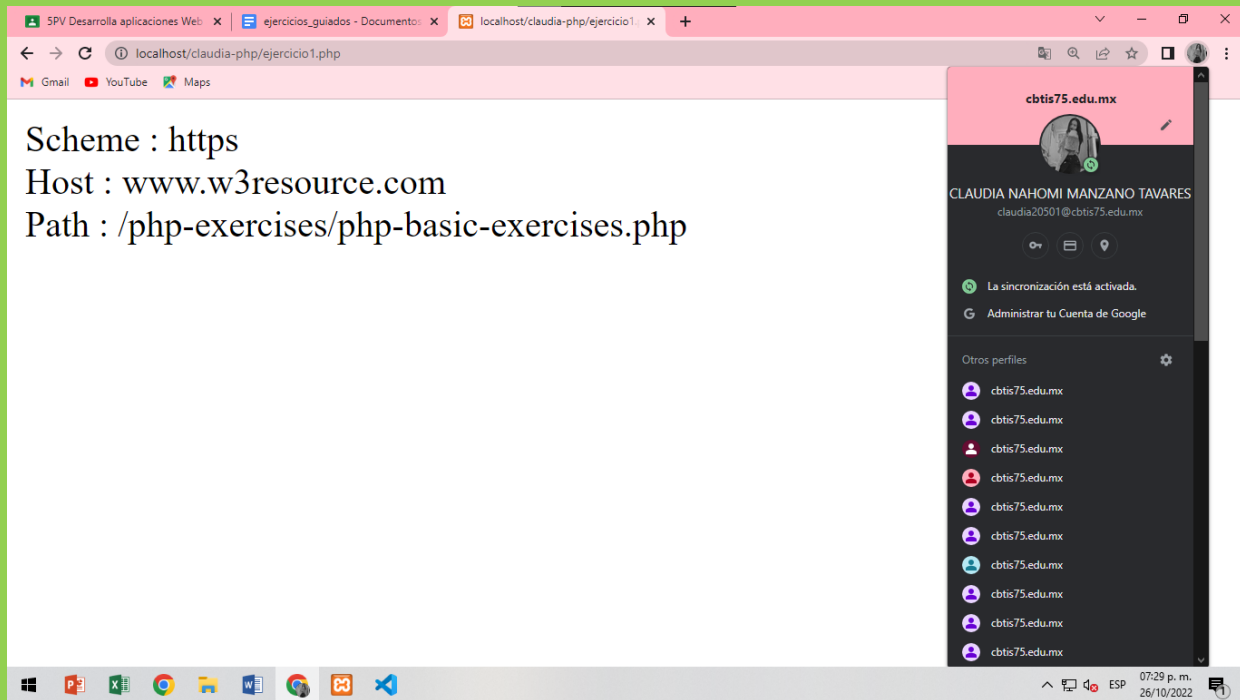 5PV Desarrolla aplicaciones Web
ejercicios_guiados - Documentos
localhost/claudia-php/ejercicio1.
localhost/claudia-php/ejercicio1.php
Gmail YouTube Maps
Scheme : https
Host : www.w3resource.com
Path : /php-exercises/php-basic-exercises.php
cbtis75.edu.mx
CLAUDIA NAHOMI MANZANO TAVARES
claudia20501@cbtis75.edu.mx
La sincronización está activada.
G Administrar tu Cuenta de Google
Otros perfiles
cbtis75.edu.mx
cbtis75.edu.mx
cbtis75.edu.mx
cbtis75.edu.mx
cbtis75.edu.mx
cbtis75.edu.mx
cbtis75.edu.mx
cbtis75.edu.mx
cbtis75.edu.mx
cbtis75.edu.mx
ESP
07:29 p. m.
26/10/2022
1